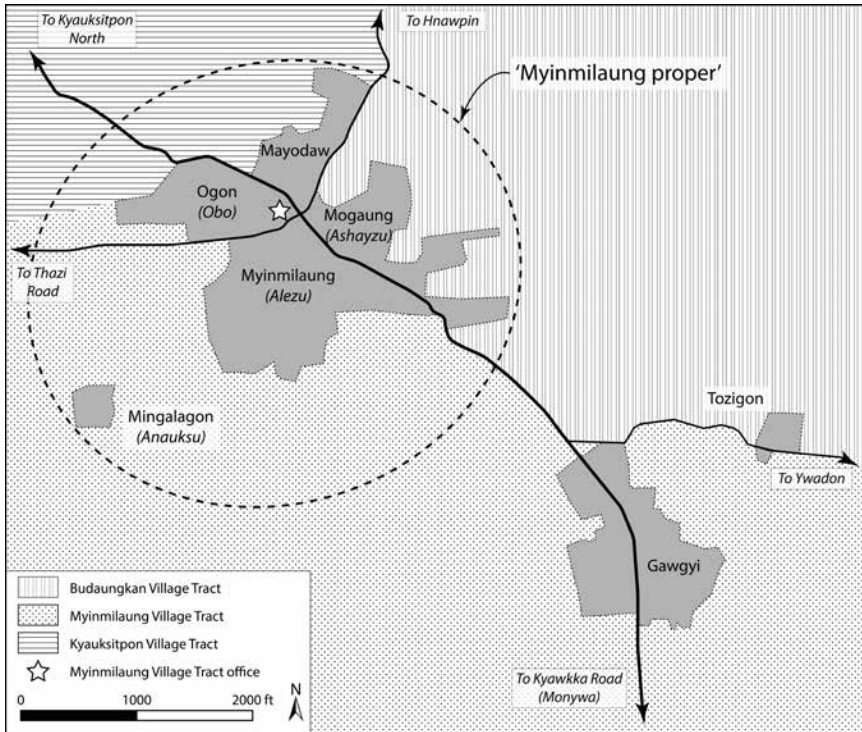 To Kyauksitpon
North
To Hnawpin
'Myinmilaung proper'
Mayodaw
Ogon
(Obo)
Mogaung
(Ashayzu)
To Thazi
Road
Myinmilaung
(Alezu)
Mingalagon
(Anauksu)
Tozigon
To Ywadon
Gawgyi
To Kyawkka Road
(Monywa)
Budaungkan Village Tract
Myinmilaung Village Tract
Kyauksitpon Village Tract
Myinmilaung Village Tract office
0 1000 2000 ft
N